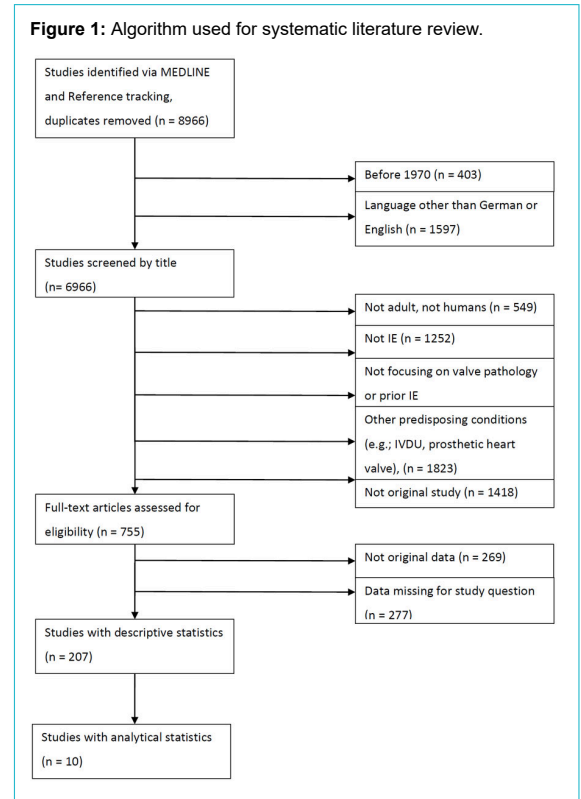 Figure 1: Algorithm used for systematic literature review.
Studies identified via MEDLINE
and Reference tracking,
duplicates removed (n = 8966)
Before 1970 (n = 403)
Language other than German or
English (n = 1597)
Studies screened by title
(n= 6966)
Not adult, not humans (n = 549)
Not IE (n = 1252)
Not focusing on valve pathology
or prior IE
Other predisposing conditions
(e.g.; IVDU, prosthetic heart
valve), (n = 1823)
Not original study (n = 1418)
Full-text articles assessed for
eligibility (n = 755)
Not original data (n = 269)
Data missing for study question
(n = 277)
Studies with descriptive statistics
(n = 207)
Studies with analytical statistics
(n = 10)